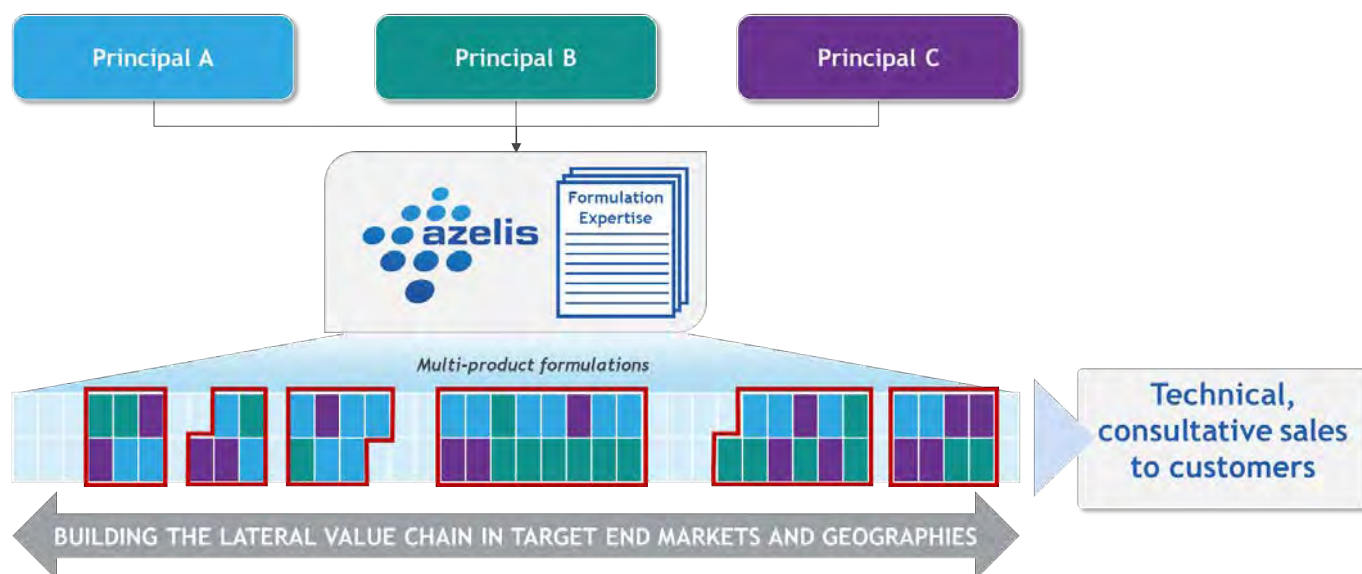 Principal A
Principal B
Principal C
azelis
Formulation
Expertise
Multi-product formulations
Technical,
consultative sales
to customers
BUILDING THE LATERAL VALUE CHAIN IN TARGET END MARKETS AND GEOGRAPHIES